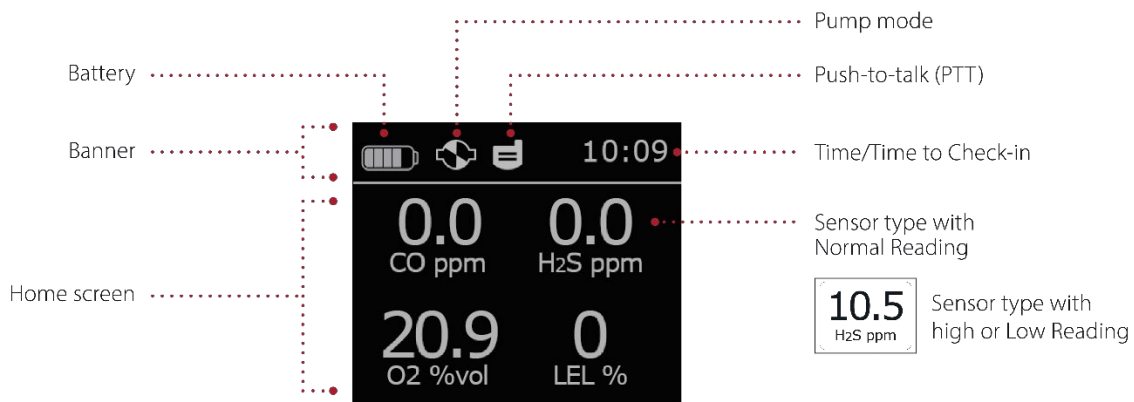 Pump mode
Battery
Push-to-talk (PTT)
Banner
10:09
Time/Time to Check-in
0.0
0.0
CO ppm
H2S ppm
Sensor type with
Normal Reading
Home screen
10.5
H2S ppm
Sensor type with
high or Low Reading
20.9
0
O2 %vol
LEL %